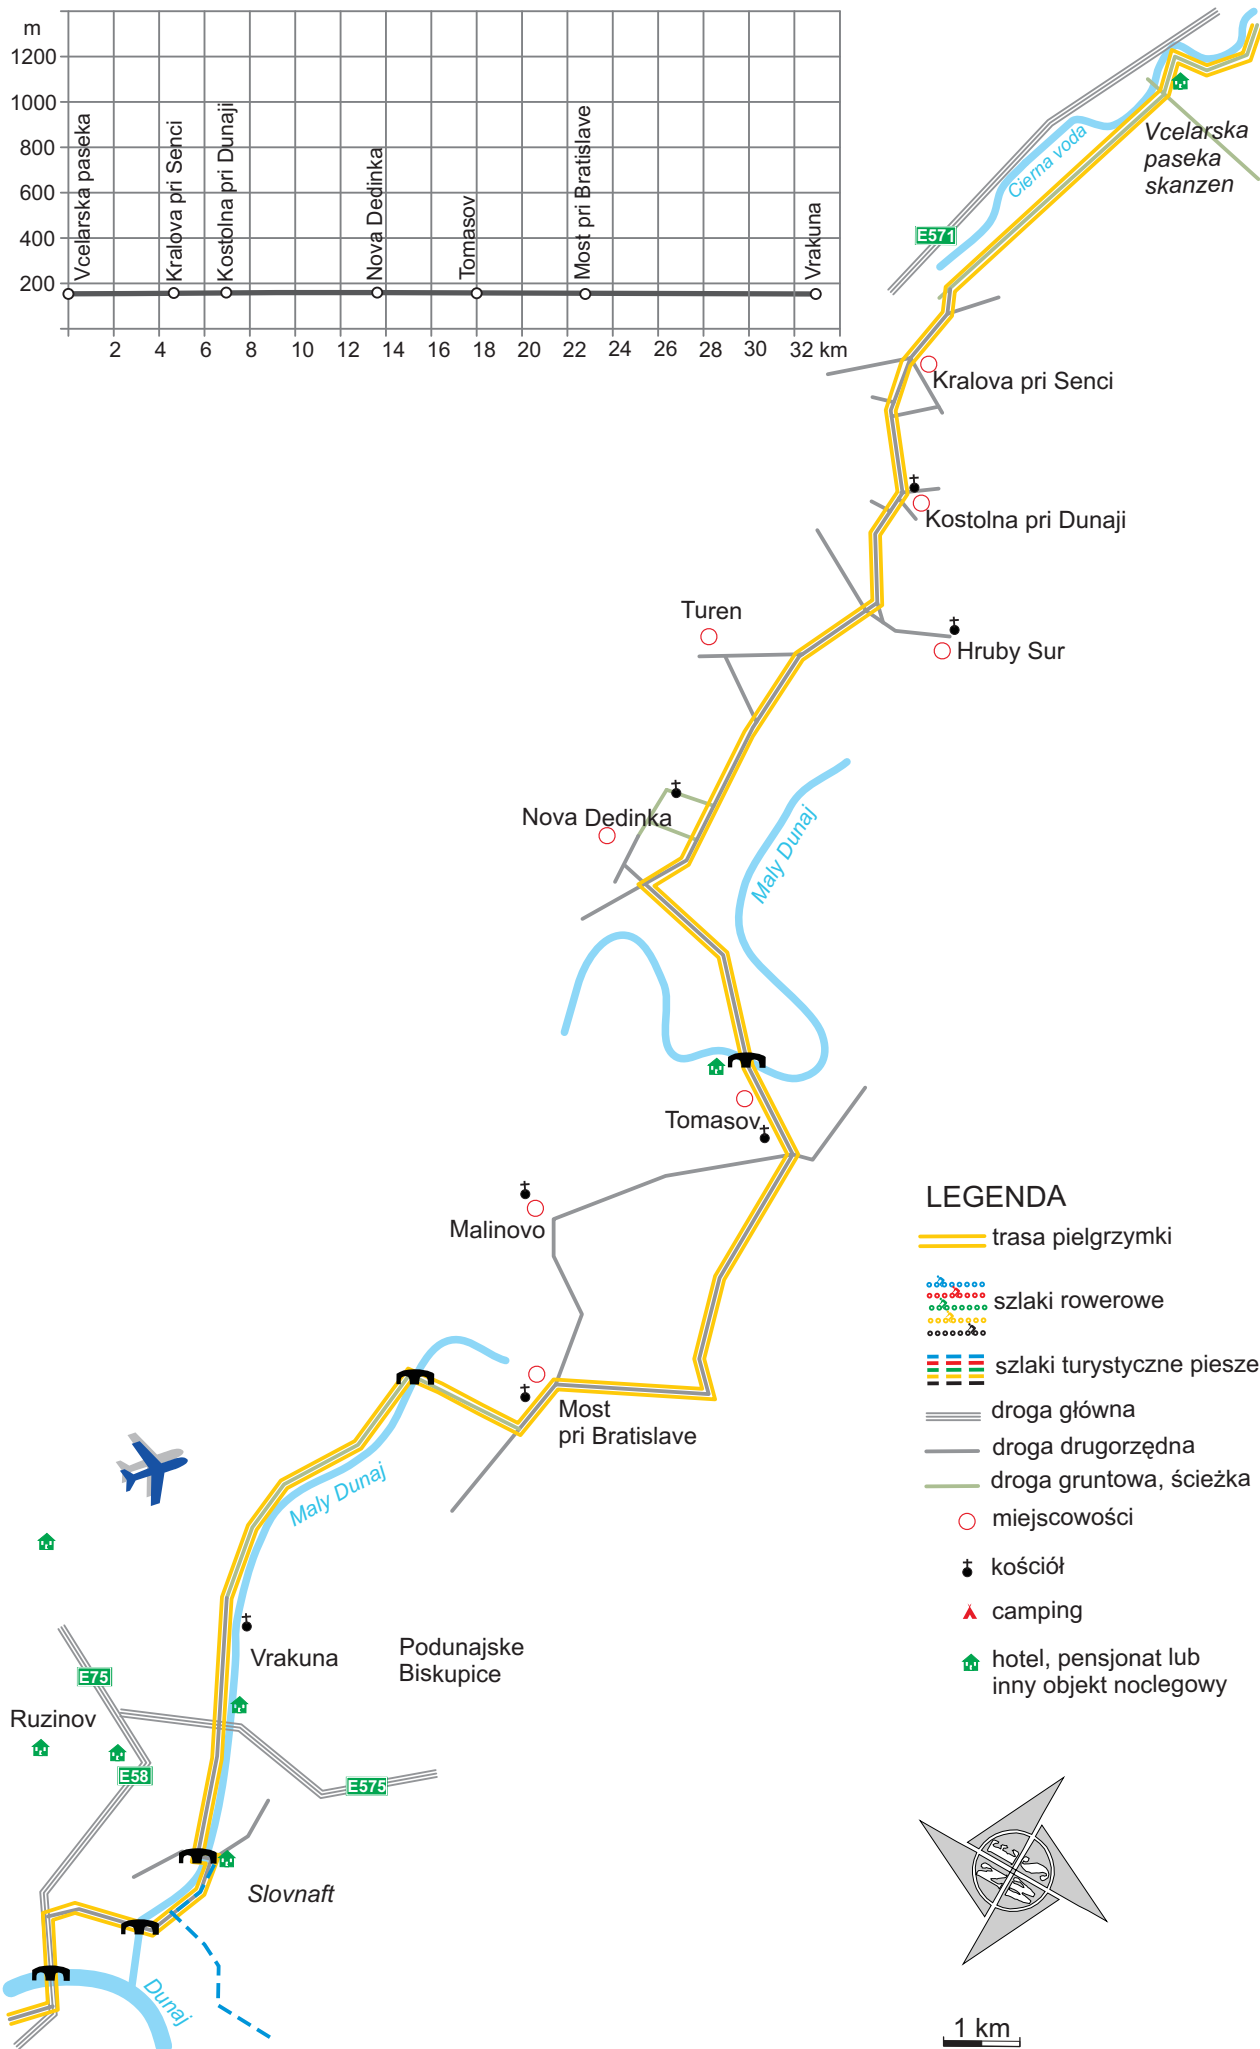 m
1200
1000
800
600
400
200
Vcelarska paseka
Kralova pri Senci
Kostolna pri Dunaji
Nova Dedinka
Tomasov
Most pri Bratislave
Vrakuna
2 4 6 8 10 12 14 16 18 20 22 24 26 28 30 32 km
Cierna voda
Vcelarska
paseka
skanzen
E571
Kralova pri Senci
Kostolna pri Dunaji
Turen
Hruby Sur
Nova Dedinka
Maly Dunaj
Tomasov
Malinovo
Most
pri Bratislave
Maly Dunaj
Vrakuna
Podunajske
Biskupice
E75
Ruzinov
E58
E575
Slovnaft
Dunaj
LEGENDA
trasa pielgrzymki
szlaki rowerowe
szlaki turystyczne piesze
droga główna
droga drugorzędna
droga gruntowa, ścieżka
miejscowości
kościół
camping
hotel, pensjonat lub
inny objekt noclegowy
N
E
S
W
1 km